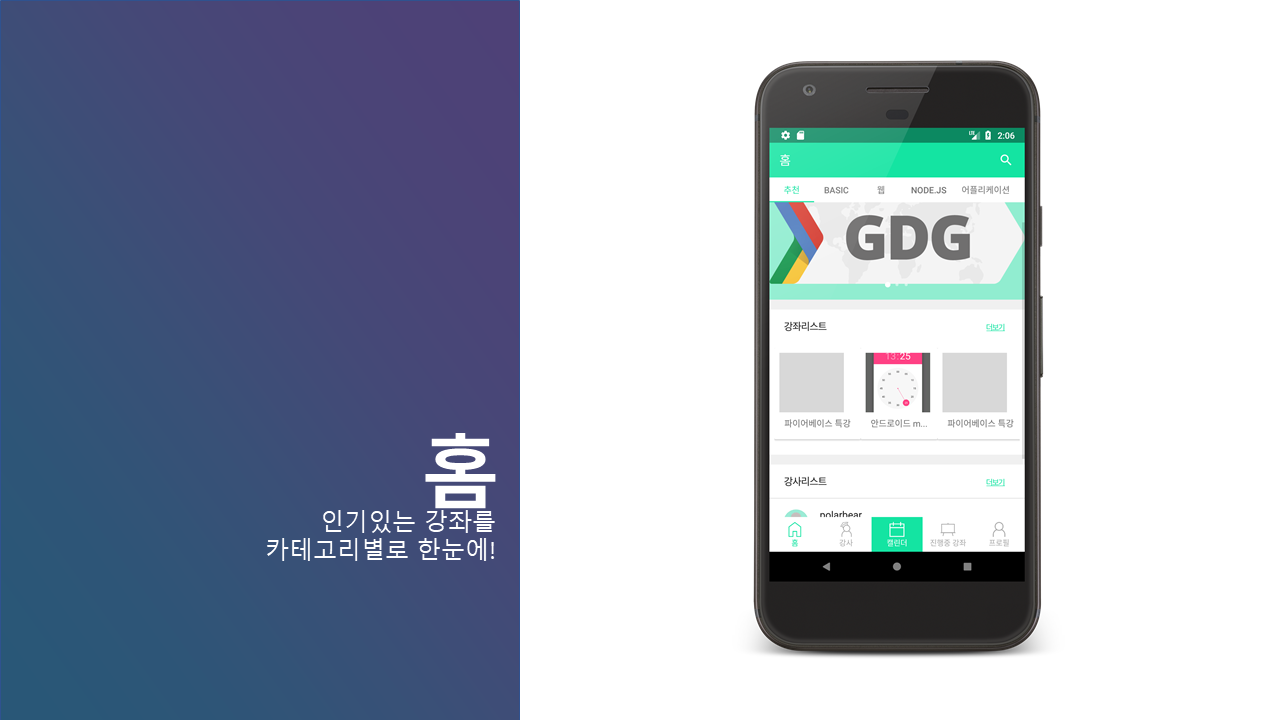 홈
인기있는 강좌를
카테고리별로 한눈에!
2:06
홈
추천 BASIC 웹 NODE.JS 어플리케이션
GDG
강좌리스트 더보기
13:25
파이어베이스 특강 안드로이드 m... 파이어베이스 특강
강사리스트 더보기
polarbear
홈 강사 캘린더 진행중 강좌 프로필